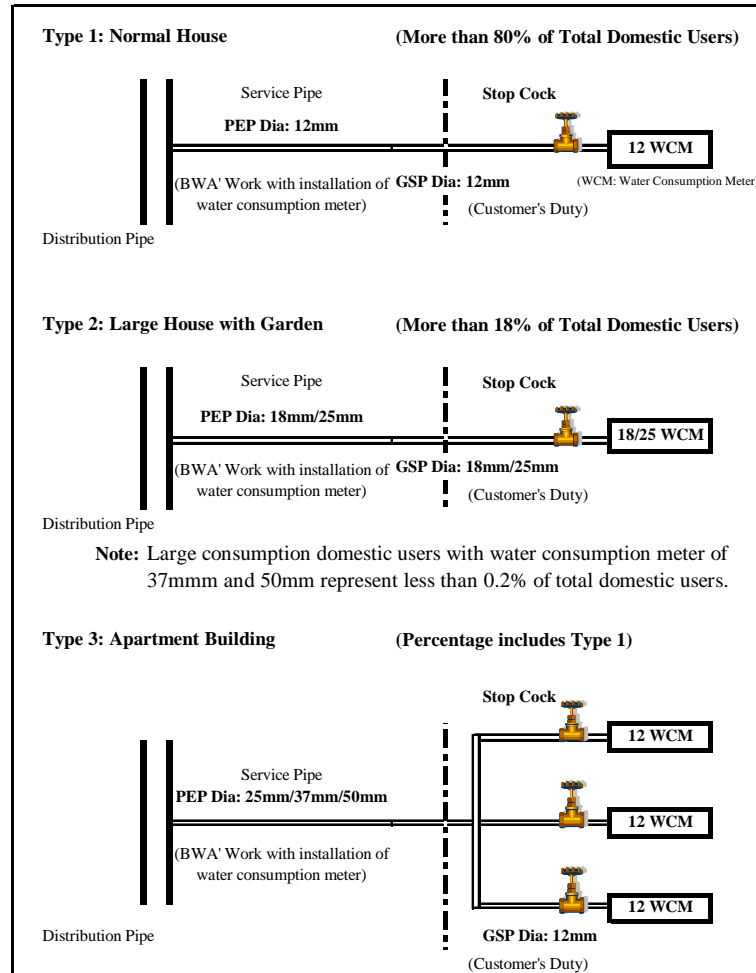 Type 1: Normal House (More than 80% of Total Domestic Users)
Service Pipe Stop Cock
PEP Dia: 12mm
12 WCM
(BWA' Work with installation of GSP Dia: 12mm (WCM: Water Consumption Meter)
water consumption meter) (Customer's Duty)
Distribution Pipe
Type 2: Large House with Garden (More than 18% of Total Domestic Users)
Service Pipe Stop Cock
PEP Dia: 18mm/25mm
18/25 WCM
(BWA' Work with installation of GSP Dia: 18mm/25mm
water consumption meter) (Customer's Duty)
Distribution Pipe
Note: Large consumption domestic users with water consumption meter of
37mmm and 50mm represent less than 0.2% of total domestic users.
Type 3: Apartment Building (Percentage includes Type 1)
Stop Cock
12 WCM
Service Pipe
PEP Dia: 25mm/37mm/50mm
12 WCM
(BWA' Work with installation of
water consumption meter)
12 WCM
Distribution Pipe GSP Dia: 12mm
(Customer's Duty)